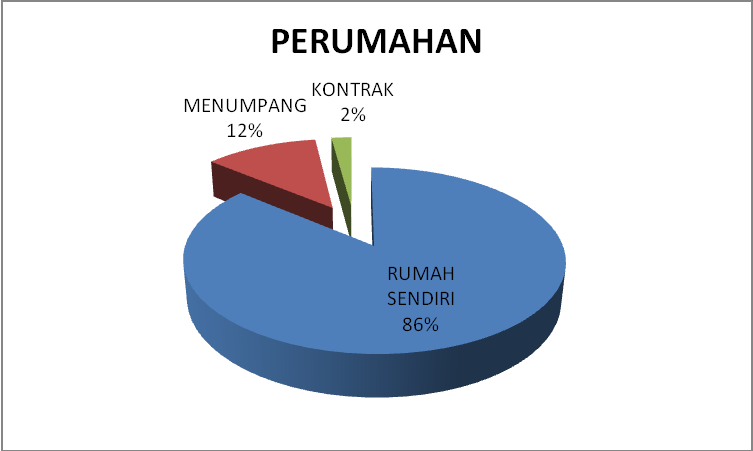 PERUMAHAN
KONTRAK
2%
MENUMPANG
12%
RUMAH
SENDIRI
86%